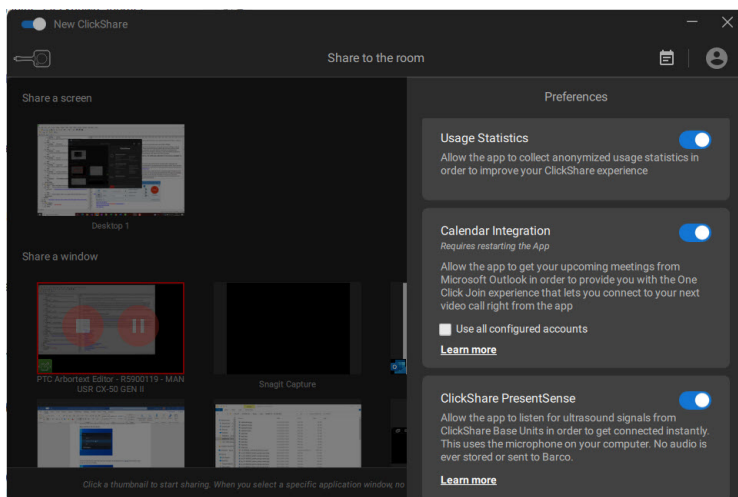 New ClickShare
Share to the room
Share a screen
Desktop 1
Share a window
PTC Arbortext Editor - R5900119 - MAN
USR CX-50 GEN II
Snagit Capture
Click a thumbnail to start sharing. When you select a specific application window, no
Preferences
Usage Statistics
Allow the app to collect anonymized usage statistics in
order to improve your ClickShare experience
Calendar Integration
Requires restarting the App
Allow the app to get your upcoming meetings from
Microsoft Outlook in order to provide you with the One
Click Join experience that lets you connect to your next
video call right from the app
Use all configured accounts
Learn more
ClickShare PresentSense
Allow the app to listen for ultrasound signals from
ClickShare Base Units in order to get connected instantly.
This uses the microphone on your computer. No audio is
ever stored or sent to Barco.
Learn more